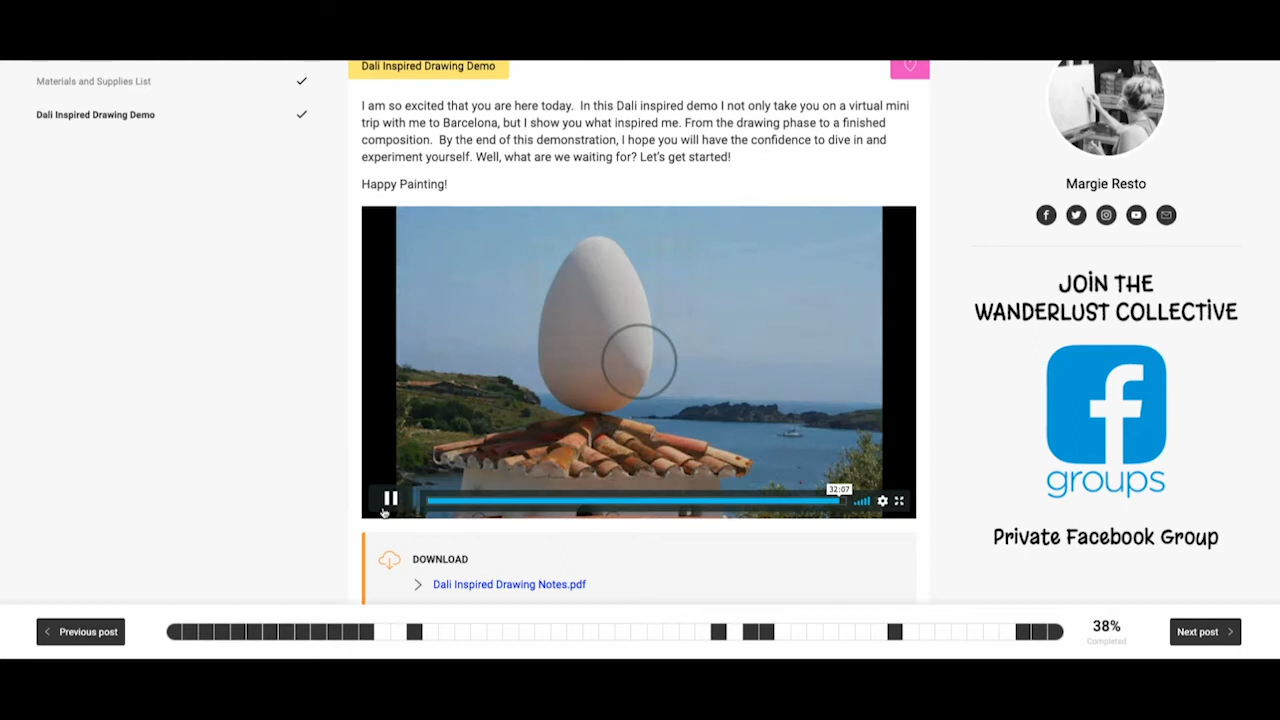 Materials and Supplies List
Dali Inspired Drawing Demo
Dali Inspired Drawing Demo
I am so excited that you are here today. In this Dali inspired demo I not only take you on a virtual mini
trip with me to Barcelona, but I show you what inspired me. From the drawing phase to a finished
composition. By the end of this demonstration, I hope you will have the confidence to dive in and
experiment yourself. Well, what are we waiting for? Let's get started!
Happy Painting!
32:07
DOWNLOAD
Dali Inspired Drawing Notes.pdf
Margie Resto
JOIN THE
WANDERLUST COLLECTIVE
f
groups
Private Facebook Group
Previous post
38%
Completed
Next post